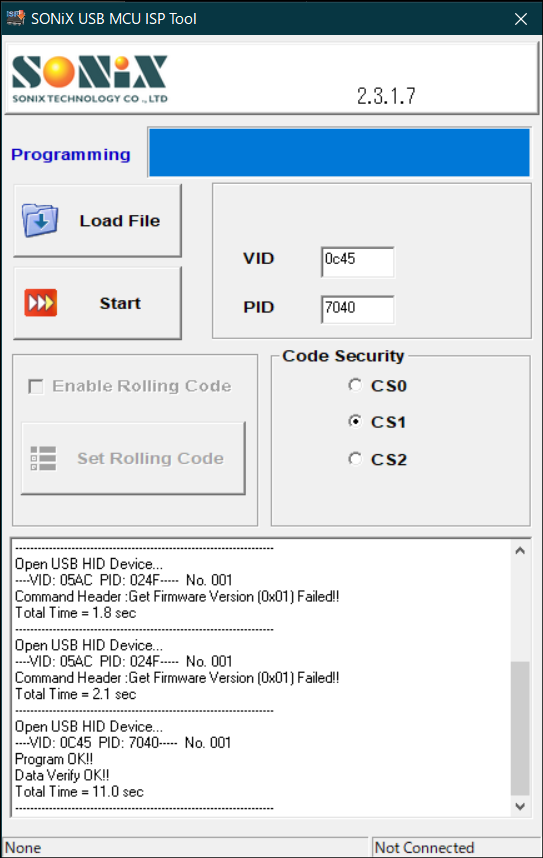 SONiX USB MCU ISP Tool
SONiX
SONIX TECHNOLOGY CO ., LTD
2.3.1.7
Programming
Load File
VID
0c45
Start
PID
7040
Code Security
Enable Rolling Code
CS0
CS1
Set Rolling Code
CS2
--------------------------------------------------------------------
Open USB HID Device...
----VID: 05AC  PID: 024F-----  No. 001
Command Header :Get Firmware Version (0x01) Failed!!
Total Time = 1.8 sec
--------------------------------------------------------------------
Open USB HID Device...
----VID: 05AC  PID: 024F-----  No. 001
Command Header :Get Firmware Version (0x01) Failed!!
Total Time = 2.1 sec
--------------------------------------------------------------------
Open USB HID Device...
----VID: 0C45  PID: 7040-----  No. 001
Program OK!!
Data Verify OK!!
Total Time = 11.0 sec
--------------------------------------------------------------------
None
Not Connected